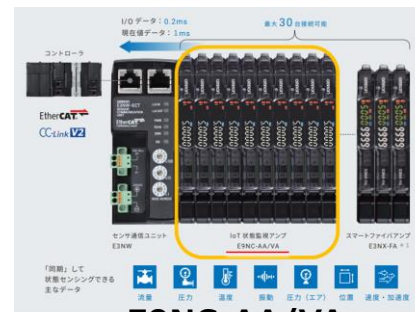 I/O データ：0.2ms
現在値データ：1ms
最大 30 台接続可能
コントローラ
EtherCAT
CC-Link V2
センサ通信ユニット
E3NW
IoT 状態監視アンプ
E9NC-AA/VA
スマートファイバアンプ
E3NX-FA
「同期」して
状態センシングできる
主なデータ
流量
圧力
温度
振動
圧力（エア）
位置
速度・加速度
E9NC-AA/VA